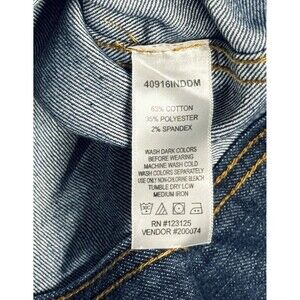 40916INDDM
63% COTTON
35% POLYESTER
2% SPANDEX
WASH DARK COLORS
BEFORE WEARING
MACHINE WASH COLD
WASH COLORS SEPARATELY
USE ONLY NON-CHLORINE BLEACH
TUMBLE DRY LOW
MEDIUM IRON
RN #123125
VENDOR #200074